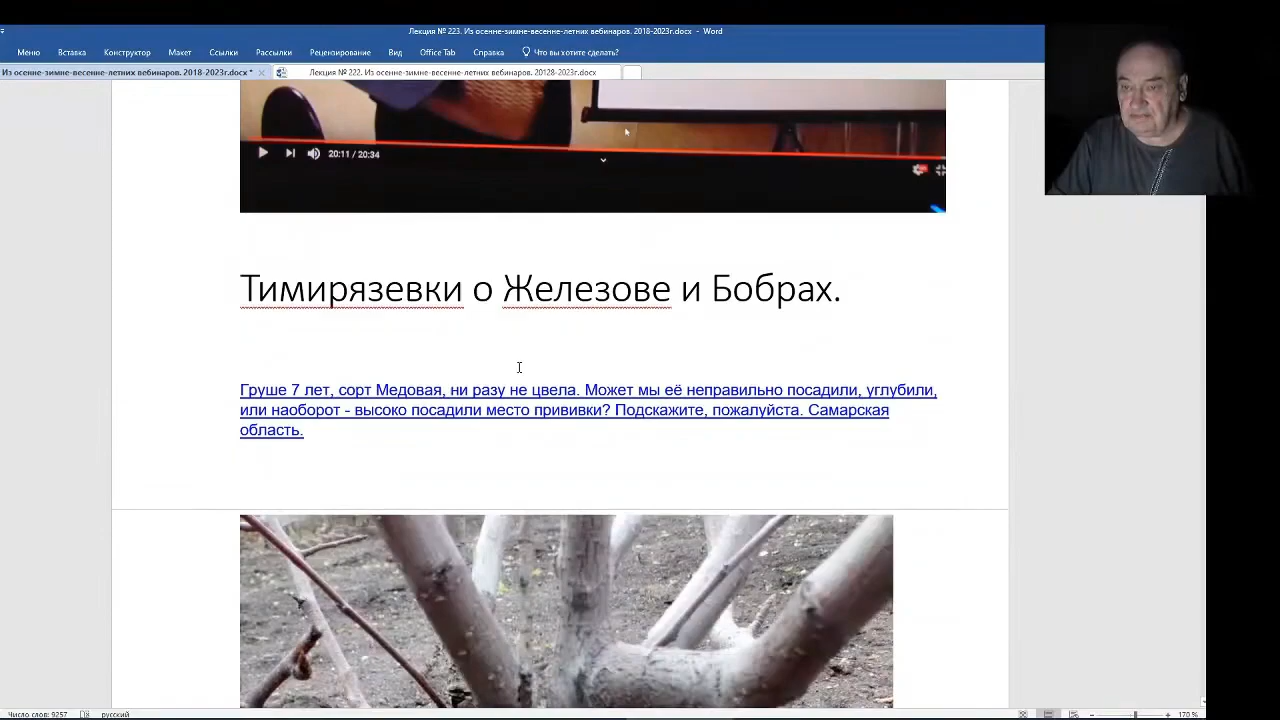 Лекция № 223. Из осенне-зимне-весенне-летних вебинаров. 2018-2023г.docx - Word
Меню Вставка Конструктор Макет Ссылки Рассылки Рецензирование Вид Office Tab Справка Что вы хотите сделать?
Из осенне-зимне-весенне-летних вебинаров. 2018-2023г.docx * Лекция № 222. Из осенне-зимне-весенне-летних вебинаров. 20128-2023г.docx
20:11 / 20:34
Тимирязевки о Железове и Бобрах.
Груше 7 лет, сорт Медовая, ни разу не цвела. Может мы её неправильно посадили, углубили,
или наоборот - высоко посадили место прививки? Подскажите, пожалуйста. Самарская
область.
Число слов: 9257 русский 170 %